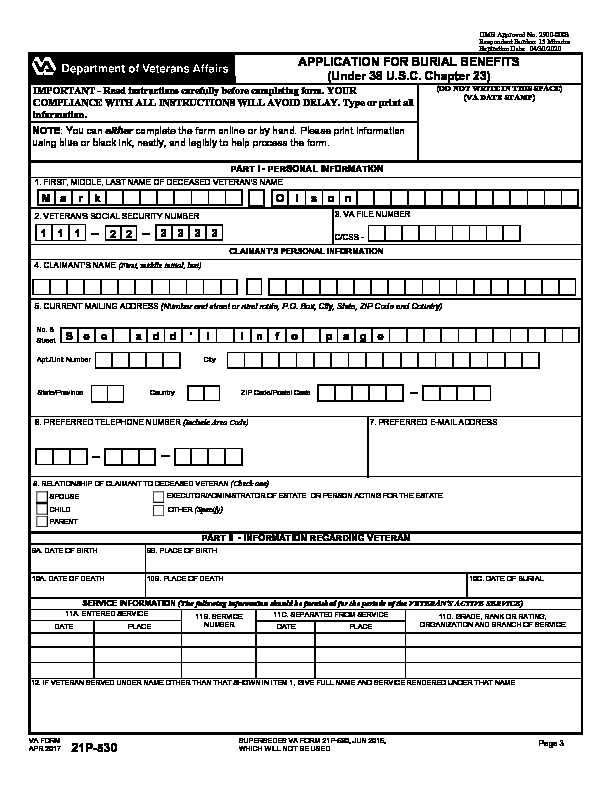 OMB Approved No. 2900-0003
Respondent Burden: 15 Minutes
Expiration Date: 04/30/2020
VA Department of Veterans Affairs
APPLICATION FOR BURIAL BENEFITS
(Under 38 U.S.C. Chapter 23)
IMPORTANT - Read instructions carefully before completing form. YOUR
COMPLIANCE WITH ALL INSTRUCTIONS WILL AVOID DELAY. Type or print all
information.
(DO NOT WRITE IN THIS SPACE)
(VA DATE STAMP)
NOTE: You can either complete the form online or by hand. Please print information
using blue or black ink, neatly, and legibly to help process the form.
PART I - PERSONAL INFORMATION
1. FIRST, MIDDLE, LAST NAME OF DECEASED VETERAN'S NAME
Mark Olson
2. VETERAN'S SOCIAL SECURITY NUMBER
3. VA FILE NUMBER
111 – 22 – 3333
C/CSS -
CLAIMANT'S PERSONAL INFORMATION
4. CLAIMANT'S NAME (First, middle initial, last)
5. CURRENT MAILING ADDRESS (Number and street or rural route, P.O. Box, City, State, ZIP Code and Country)
No. &
Street See add'l info page
Apt./Unit Number City
State/Province Country ZIP Code/Postal Code –
6. PREFERRED TELEPHONE NUMBER (Include Area Code)
7. PREFERRED E-MAIL ADDRESS
– –
8. RELATIONSHIP OF CLAIMANT TO DECEASED VETERAN (Check one)
SPOUSE EXECUTOR/ADMINISTRATOR OF ESTATE OR PERSON ACTING FOR THE ESTATE
CHILD OTHER (Specify)
PARENT
PART II - INFORMATION REGARDING VETERAN
9A. DATE OF BIRTH 9B. PLACE OF BIRTH
10A. DATE OF DEATH 10B. PLACE OF DEATH 10C. DATE OF BURIAL
SERVICE INFORMATION (The following information should be furnished for the periods of the VETERAN'S ACTIVE SERVICE)
11A. ENTERED SERVICE 11B. SERVICE NUMBER 11C. SEPARATED FROM SERVICE 11D. GRADE, RANK OR RATING, ORGANIZATION AND BRANCH OF SERVICE
DATE PLACE DATE PLACE
12. IF VETERAN SERVED UNDER NAME OTHER THAN THAT SHOWN IN ITEM 1, GIVE FULL NAME AND SERVICE RENDERED UNDER THAT NAME
VA FORM
APR 2017 21P-530
SUPERSEDES VA FORM 21P-530, JUN 2015,
WHICH WILL NOT BE USED
Page 3